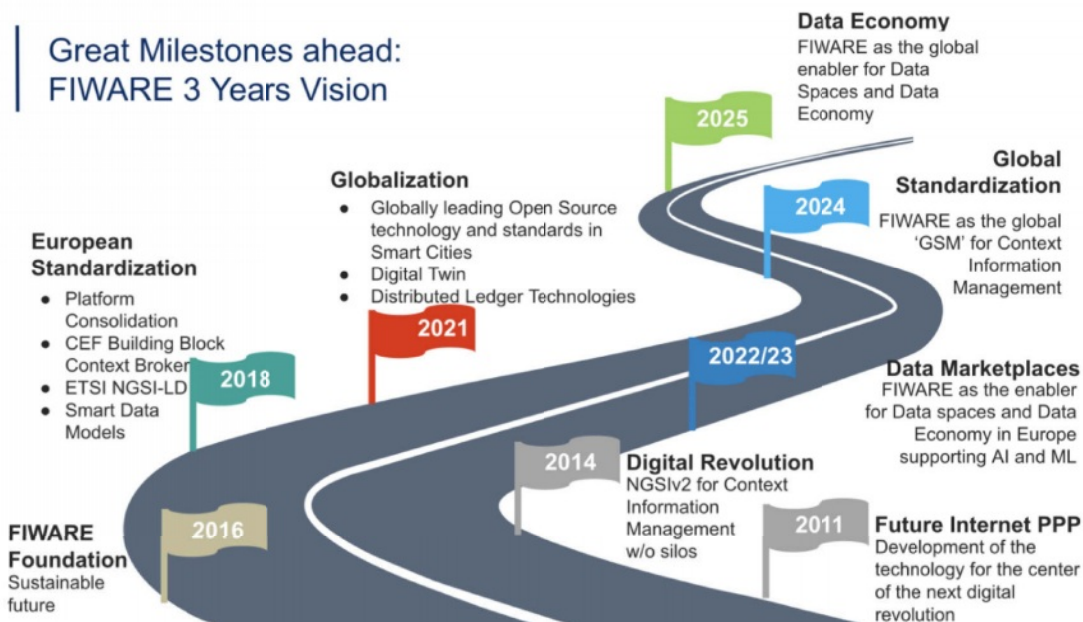 Great Milestones ahead:
FIWARE 3 Years Vision
Data Economy
FIWARE as the global
enabler for Data
Spaces and Data
Economy
2025
Global
Standardization
FIWARE as the global
‘GSM’ for Context
Information
Management
2024
Globalization
● Globally leading Open Source
technology and standards in
Smart Cities
● Digital Twin
● Distributed Ledger Technologies
2021
European
Standardization
● Platform
Consolidation
● CEF Building Block
Context Broker
● ETSI NGSI-LD
● Smart Data
Models
2018
2022/23
Data Marketplaces
FIWARE as the enabler
for Data spaces and Data
Economy in Europe
supporting AI and ML
2014
Digital Revolution
NGSIv2 for Context
Information
Management
w/o silos
2016
FIWARE
Foundation
Sustainable
future
2011
Future Internet PPP
Development of the
technology for the center
of the next digital
revolution